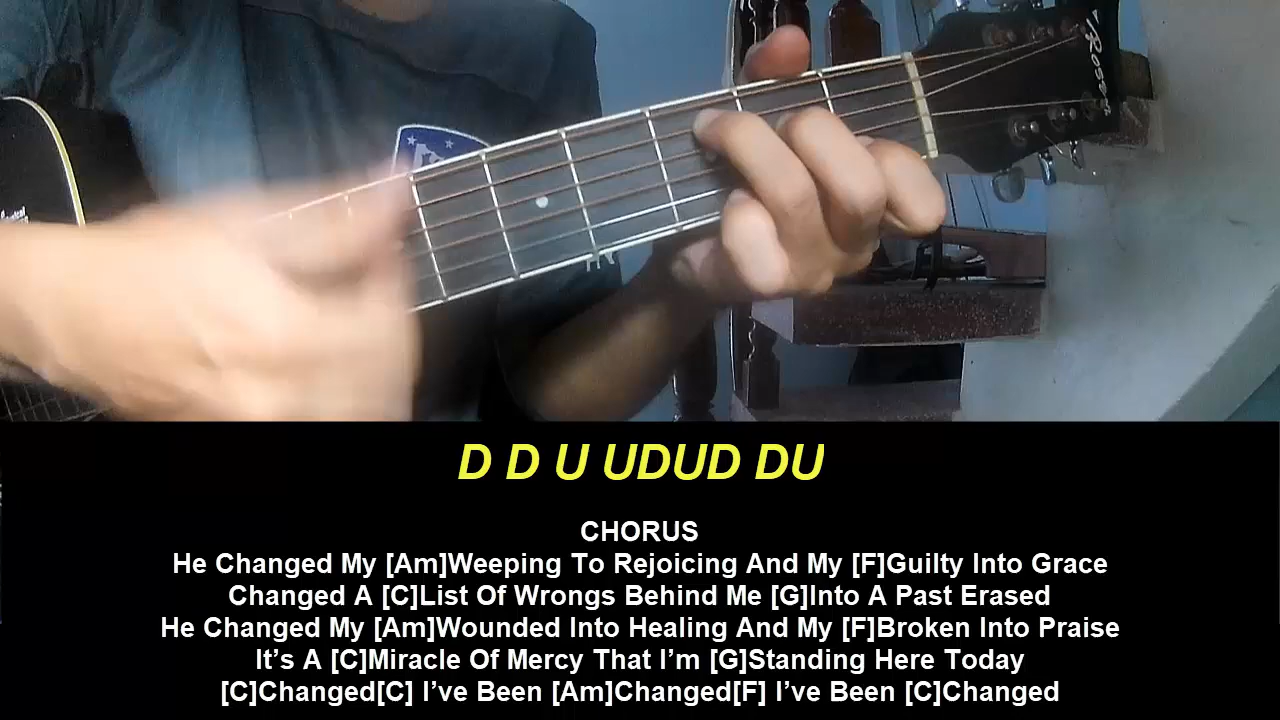 D D U UDUD DU
CHORUS
He Changed My [Am]Weeping To Rejoicing And My [F]Guilty Into Grace
Changed A [C]List Of Wrongs Behind Me [G]Into A Past Erased
He Changed My [Am]Wounded Into Healing And My [F]Broken Into Praise
It’s A [C]Miracle Of Mercy That I’m [G]Standing Here Today
[C]Changed[C] I’ve Been [Am]Changed[F] I’ve Been [C]Changed